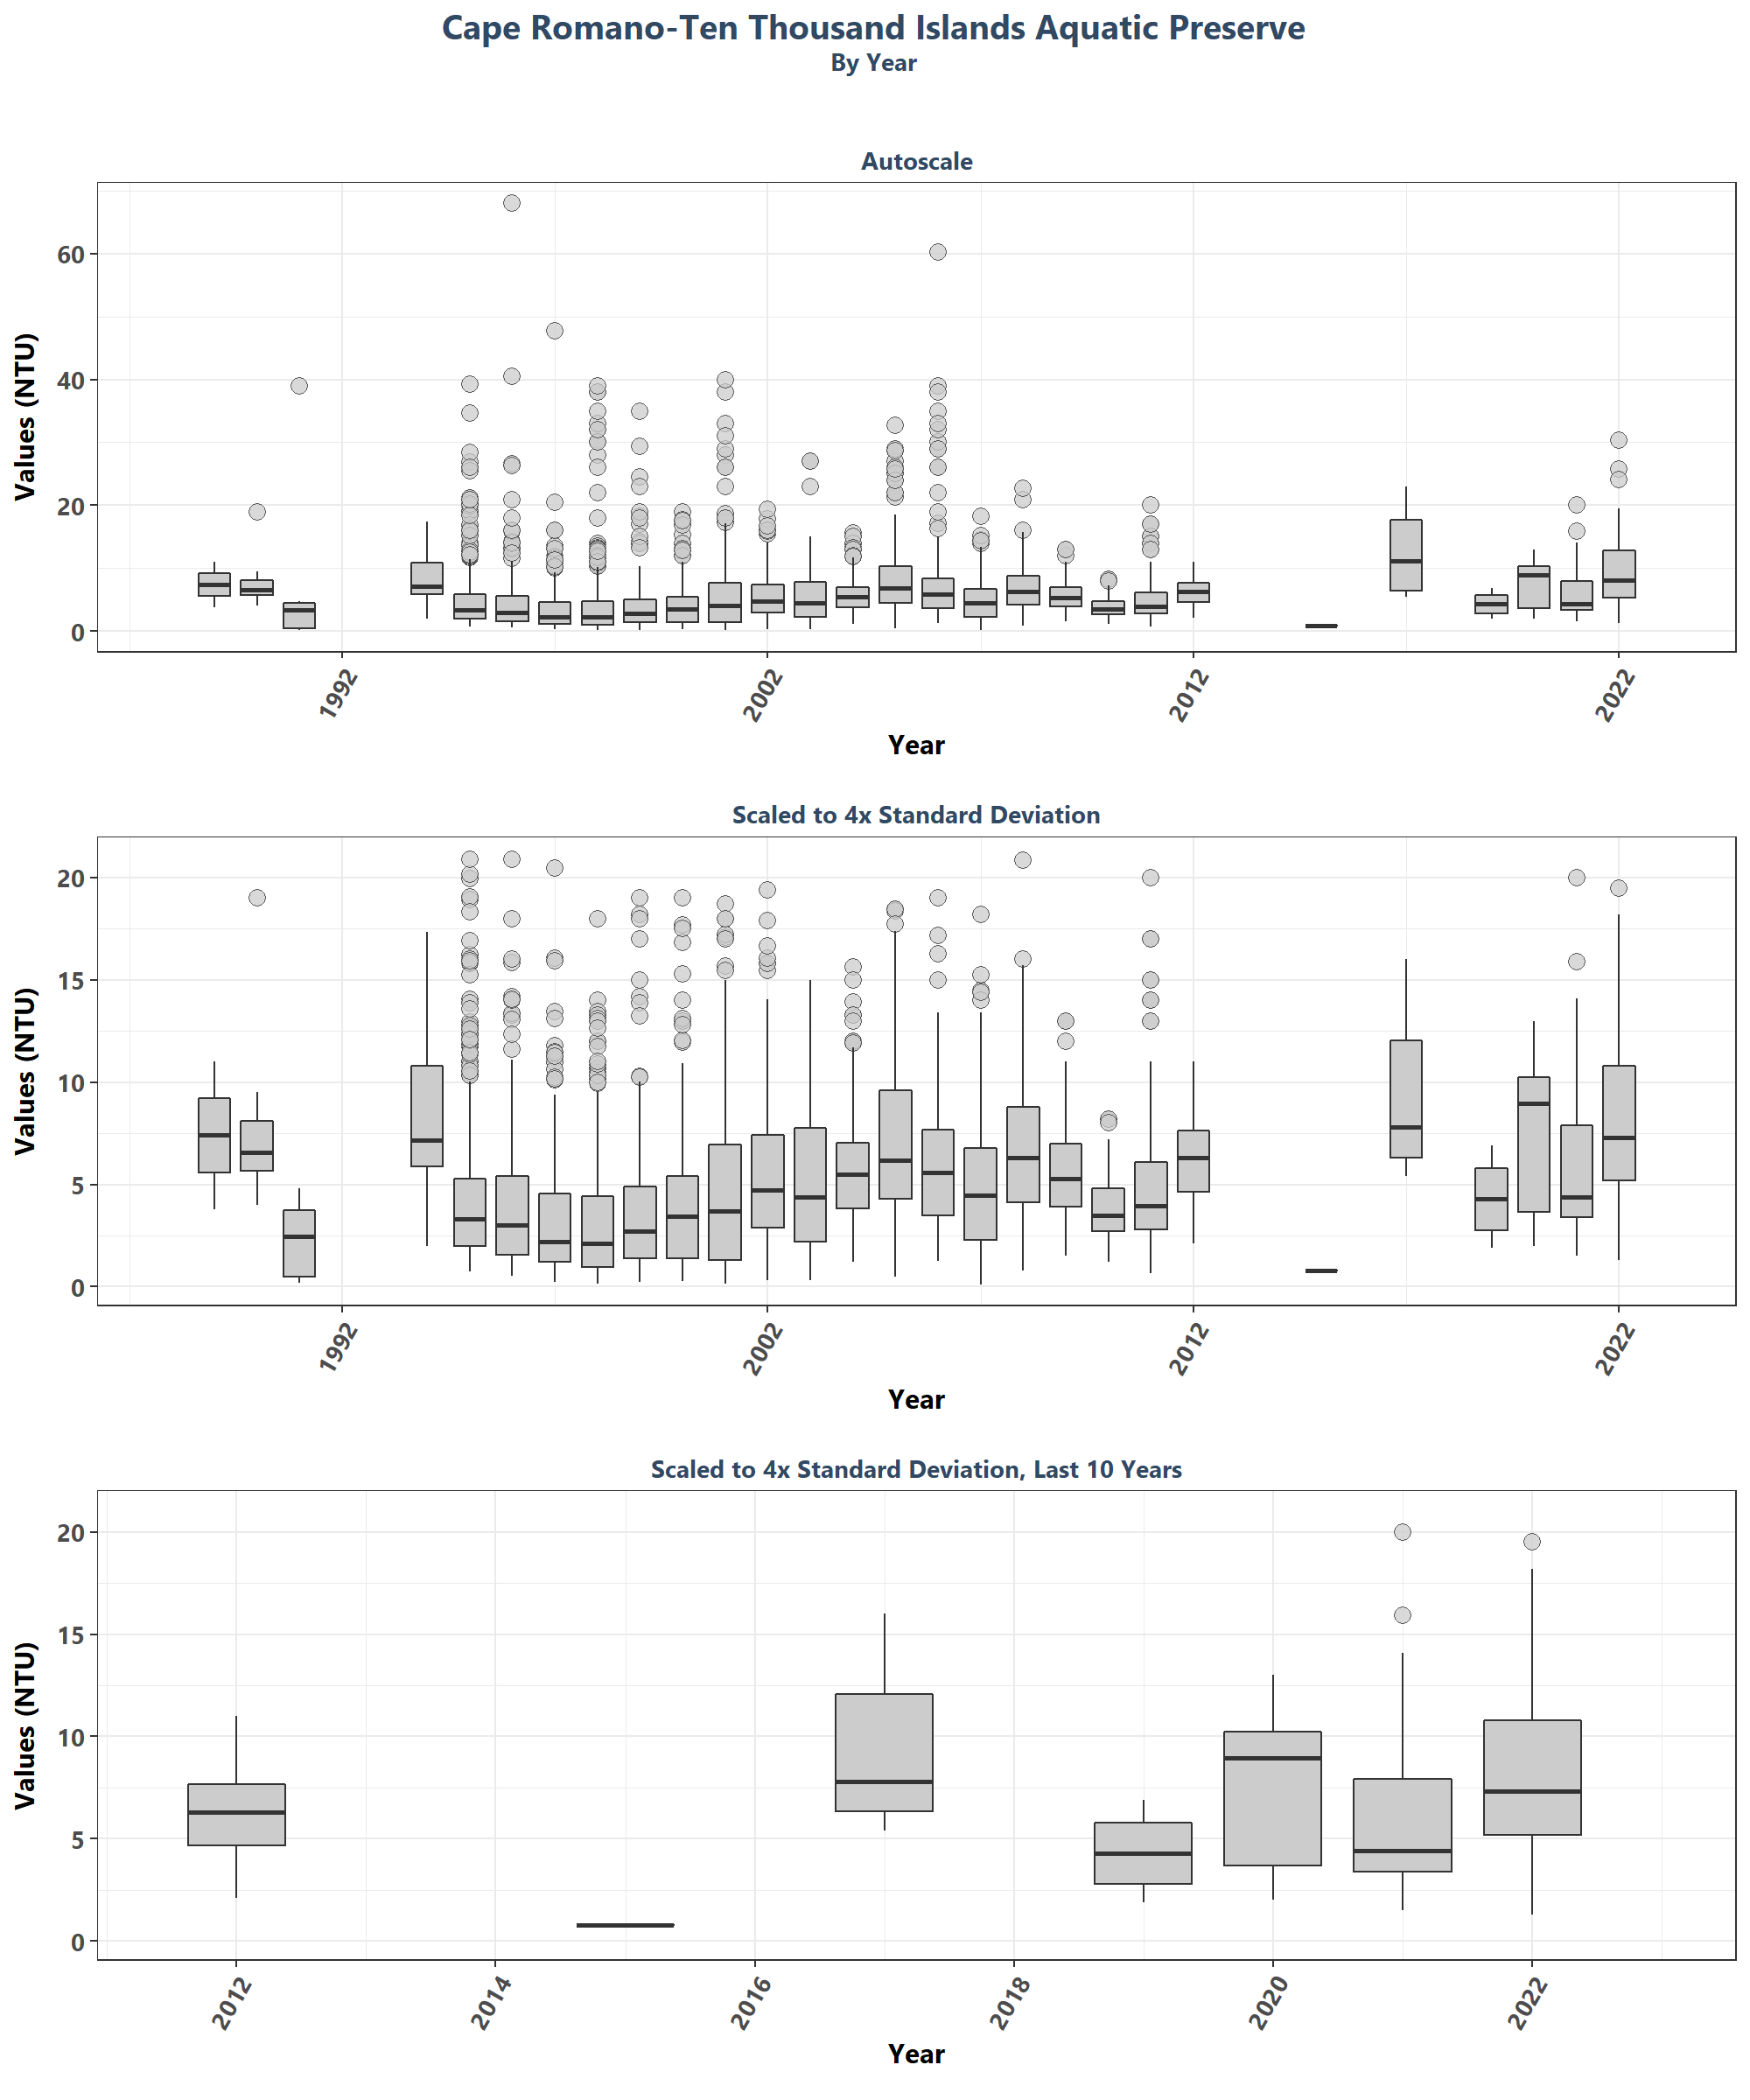 Cape Romano-Ten Thousand Islands Aquatic Preserve
By Year
Autoscale
Values (NTU)
60
40
20
0
1992
2002
2012
2022
Year
Scaled to 4x Standard Deviation
Values (NTU)
20
15
10
5
0
1992
2002
2012
2022
Year
Scaled to 4x Standard Deviation, Last 10 Years
Values (NTU)
20
15
10
5
0
2012
2014
2016
2018
2020
2022
Year